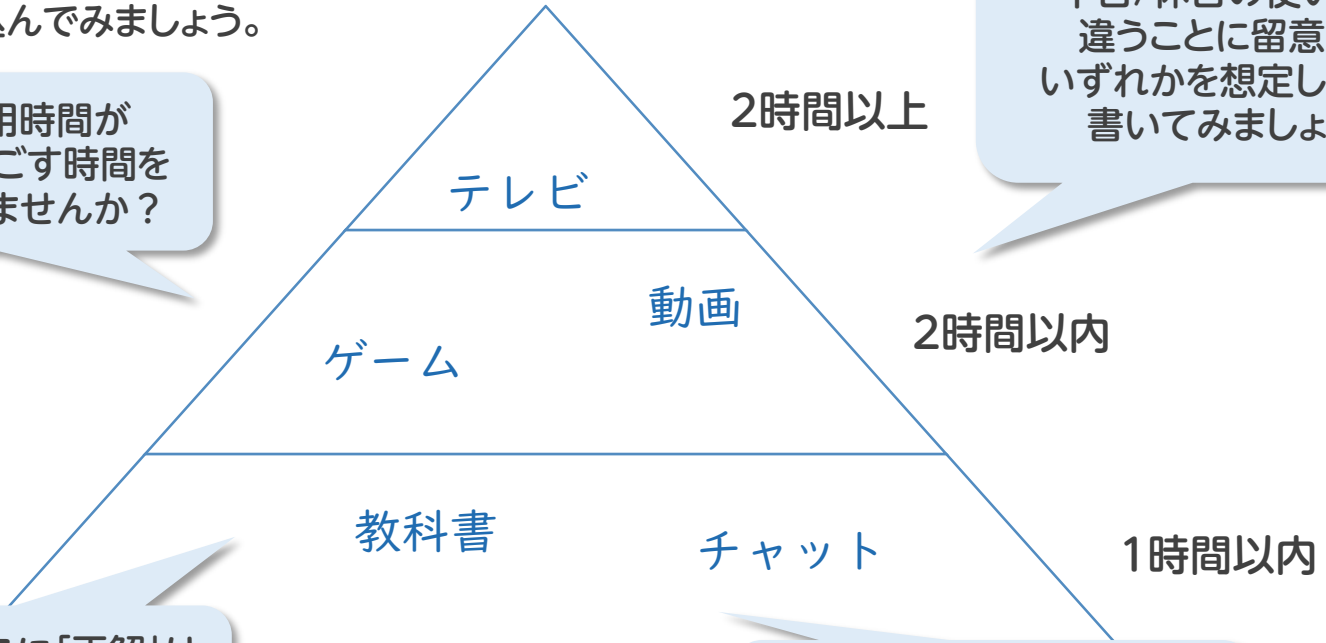 込んでみましょう。
用時間が
ごす時間を
ませんか?
2時間以上
違うことに留意
いずれかを想定し
書いてみましょ
テレビ
動画
ゲーム
2時間以内
教科書
チャット
1時間以内